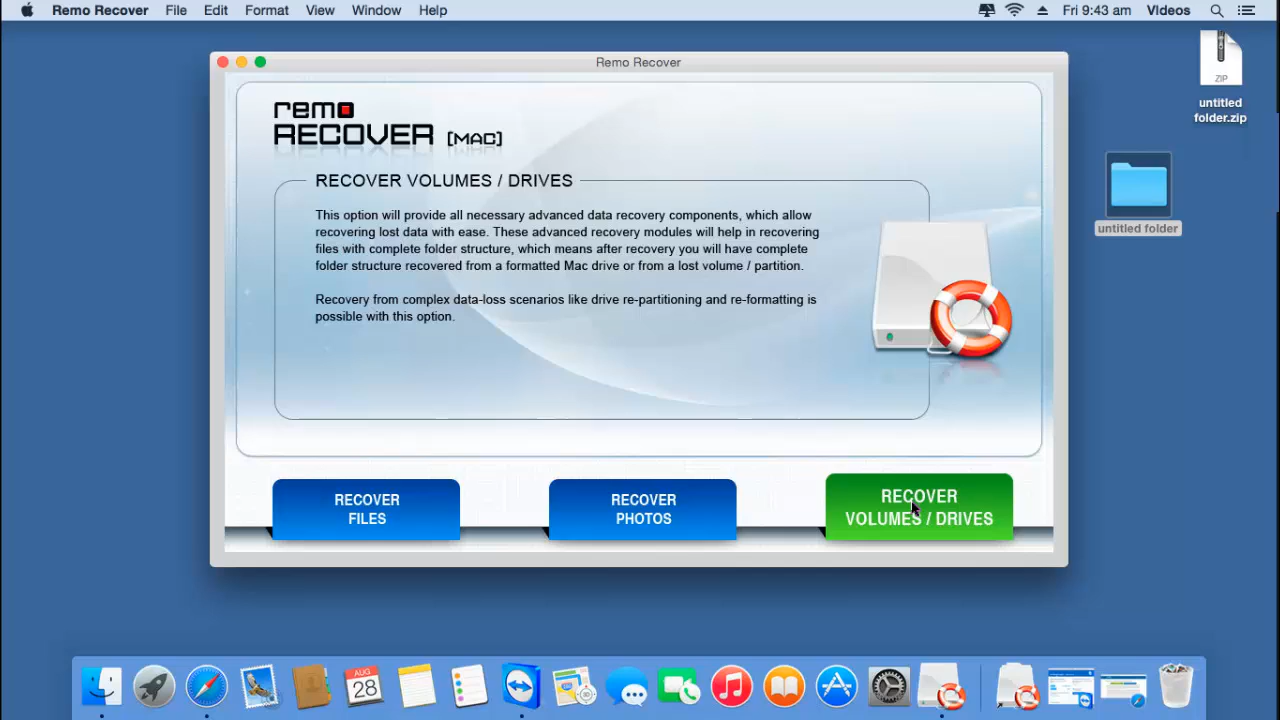 Remo Recover File Edit Format View Window Help Fri 9:43 am Videos
Remo Recover
ZIP
untitled
folder.zip
untitled folder
remo
RECOVER [MAC]
RECOVER VOLUMES / DRIVES
This option will provide all necessary advanced data recovery components, which allow
recovering lost data with ease. These advanced recovery modules will help in recovering
files with complete folder structure, which means after recovery you will have complete
folder structure recovered from a formatted Mac drive or from a lost volume / partition.
Recovery from complex data-loss scenarios like drive re-partitioning and re-formatting is
possible with this option.
RECOVER
FILES
RECOVER
PHOTOS
RECOVER
VOLUMES / DRIVES
AUG
28